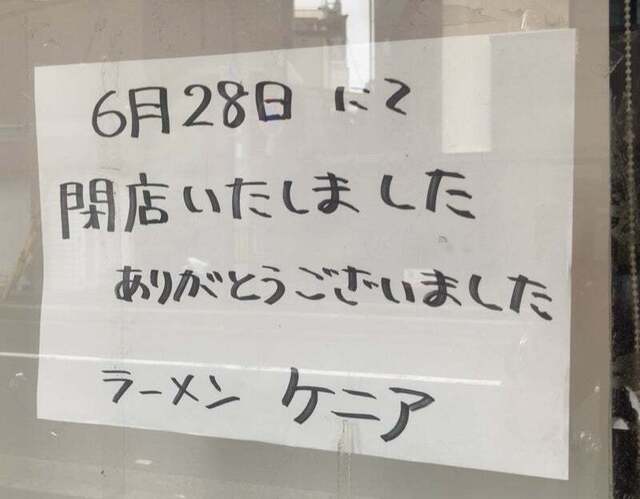 6月28日 にて
閉店いたしました
ありがとうございました
ラーメン ケニア